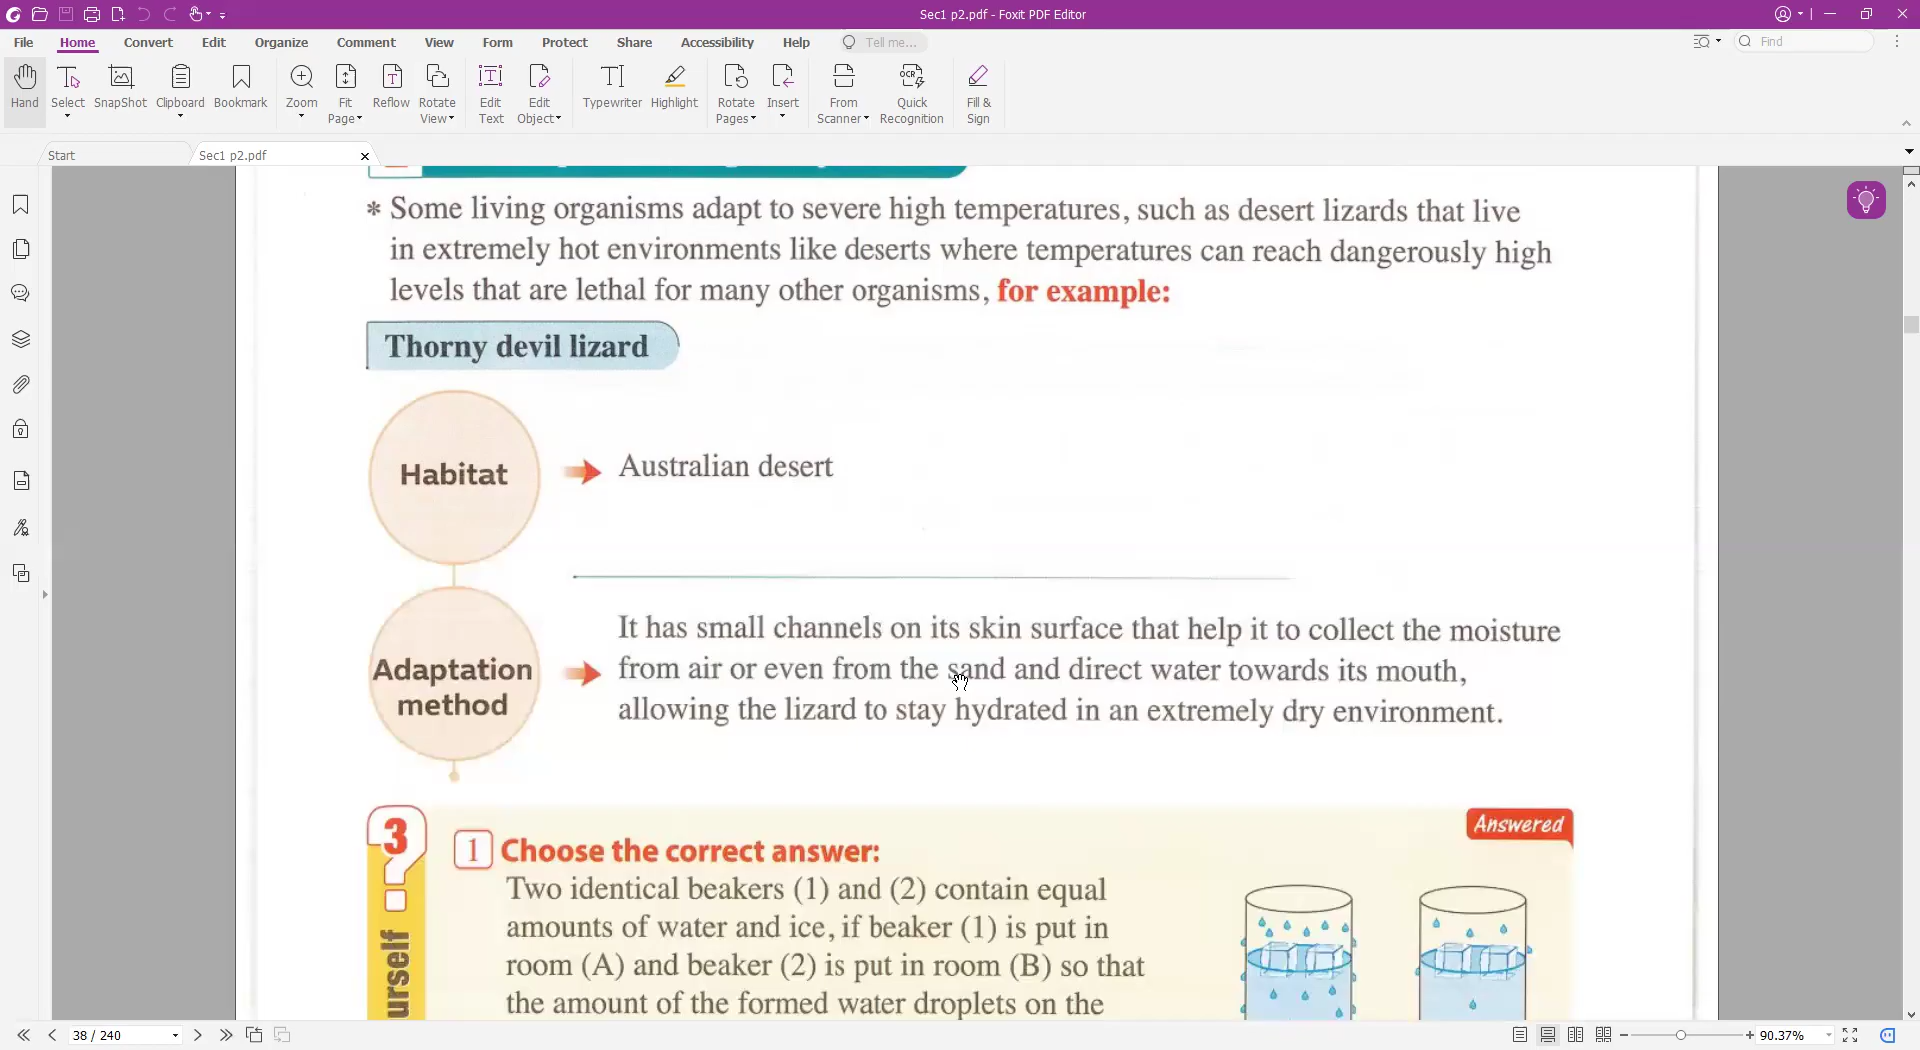 Sec1 p2.pdf - Foxit PDF Editor
File Home Convert Edit Organize Comment View Form Protect Share Accessibility Help Tell me... Find
Hand Select SnapShot Clipboard Bookmark Zoom Fit Page Reflow Rotate View Edit Text Edit Object Typewriter Highlight Rotate Pages Insert From Scanner Quick Recognition Fill & Sign
Start Sec1 p2.pdf
* Some living organisms adapt to severe high temperatures, such as desert lizards that live
in extremely hot environments like deserts where temperatures can reach dangerously high
levels that are lethal for many other organisms, for example:
Thorny devil lizard
Habitat
Australian desert
Adaptation
method
It has small channels on its skin surface that help it to collect the moisture
from air or even from the sand and direct water towards its mouth,
allowing the lizard to stay hydrated in an extremely dry environment.
Answered
3
urself
1 Choose the correct answer:
Two identical beakers (1) and (2) contain equal
amounts of water and ice, if beaker (1) is put in
room (A) and beaker (2) is put in room (B) so that
the amount of the formed water droplets on the
38 / 240
90.37%